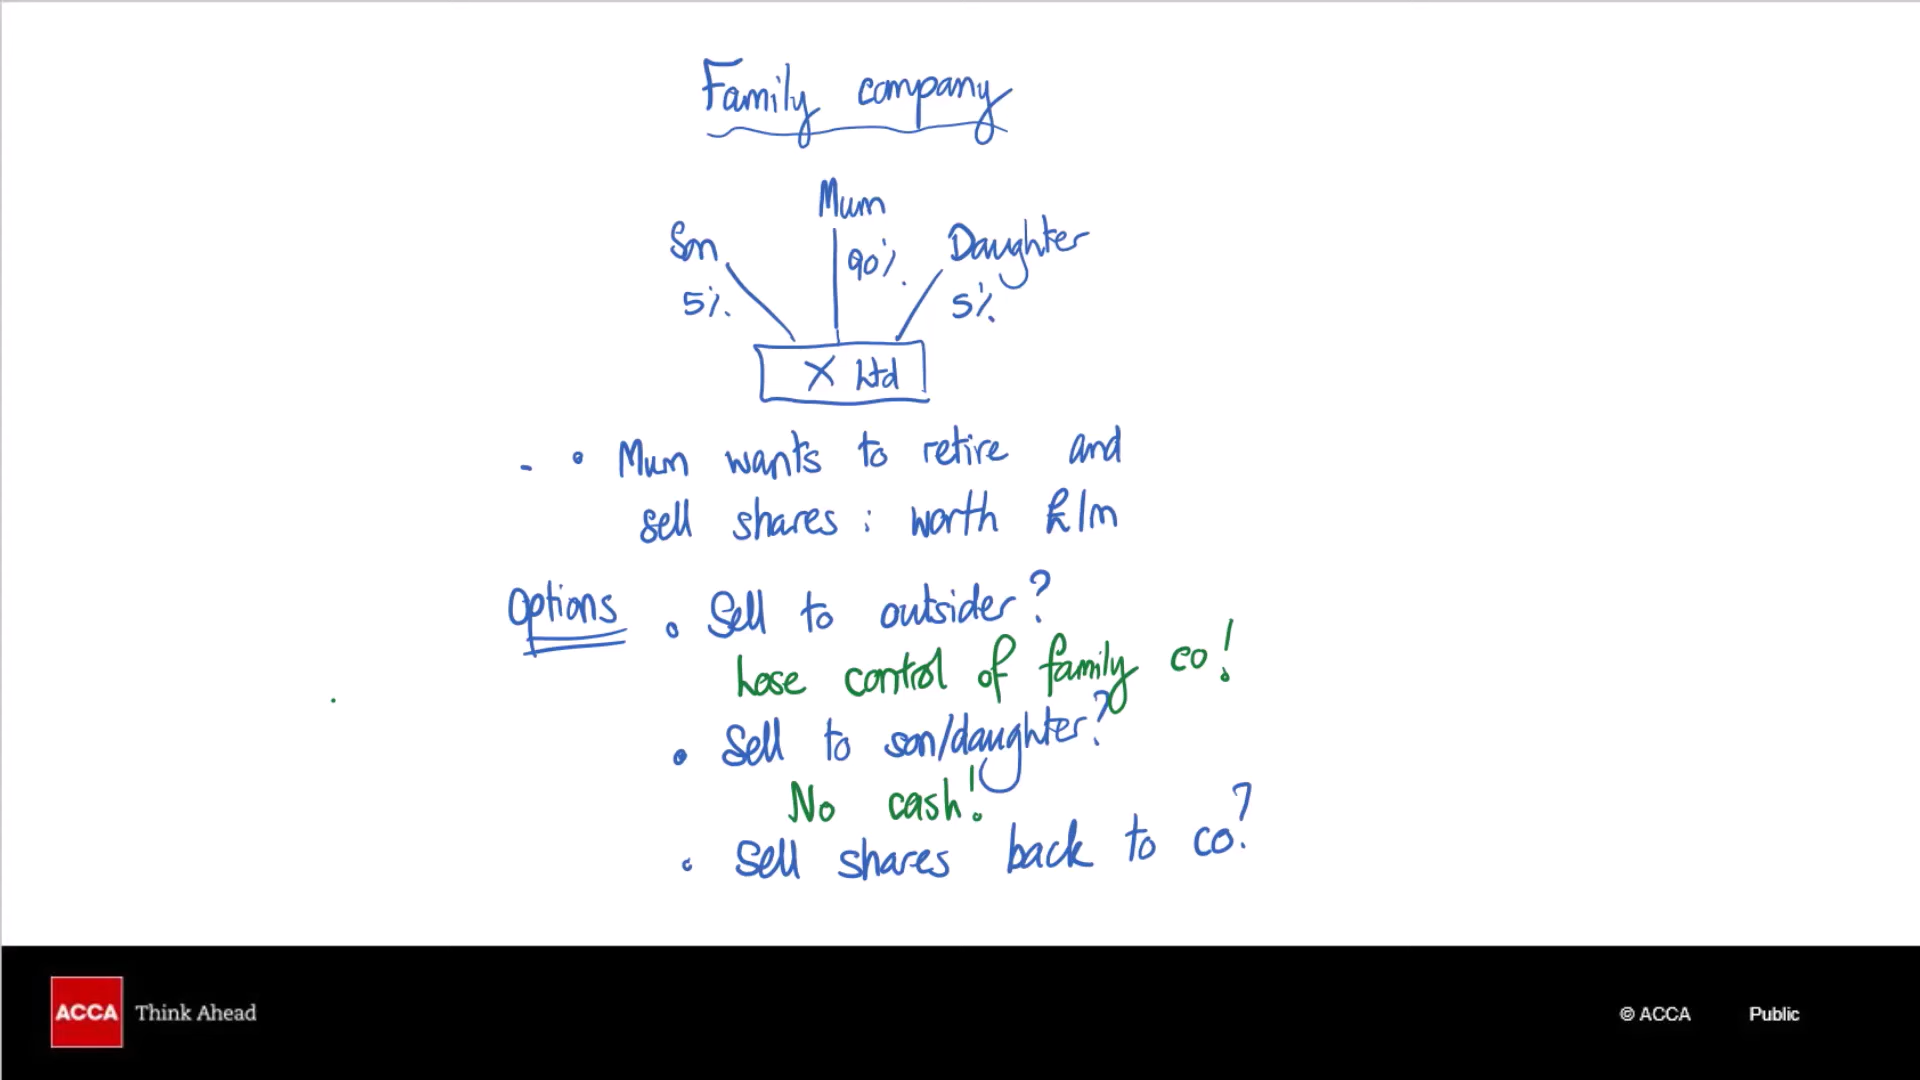 Family company
Mum
Son
90%
Daughter
5%
5%
X Ltd
• Mum wants to retire and
sell shares : worth £1m
Options • Sell to outsider?
Lose control of family co!
• Sell to son/daughter?
No cash!
• Sell shares back to co?
ACCA Think Ahead
© ACCA Public